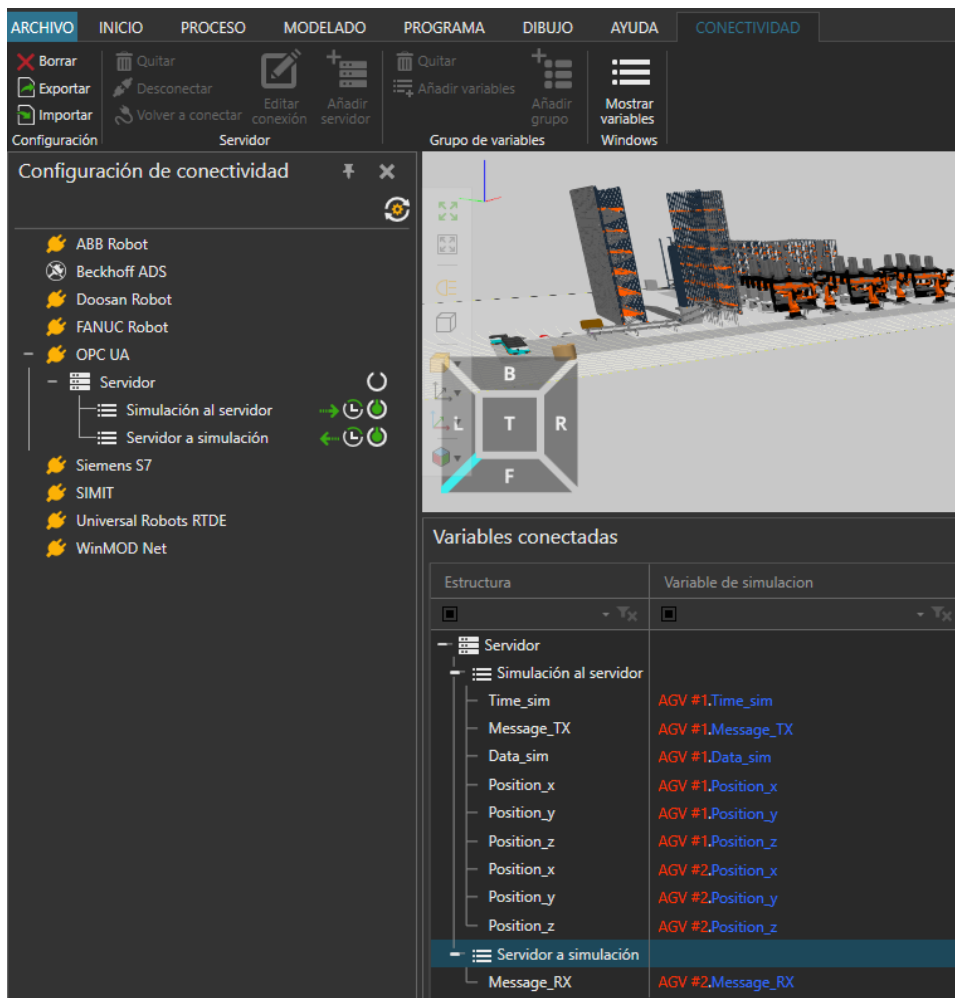 ARCHIVO INICIO PROCESO MODELADO PROGRAMA DIBUJO AYUDA CONECTIVIDAD
Borrar
Exportar
Importar
Configuración
Quitar
Desconectar
Volver a conectar
Editar conexión
Añadir servidor
Servidor
Quitar
Añadir variables
Añadir grupo
Grupo de variables
Mostrar variables
Windows
Configuración de conectividad
ABB Robot
Beckhoff ADS
Doosan Robot
FANUC Robot
OPC UA
Servidor
Simulación al servidor
Servidor a simulación
Siemens S7
SIMIT
Universal Robots RTDE
WinMOD Net
B
L T R
F
Variables conectadas
Estructura Variable de simulacion
Servidor
Simulación al servidor
Time_sim AGV #1.Time_sim
Message_TX AGV #1.Message_TX
Data_sim AGV #1.Data_sim
Position_x AGV #1.Position_x
Position_y AGV #1.Position_y
Position_z AGV #1.Position_z
Position_x AGV #2.Position_x
Position_y AGV #2.Position_y
Position_z AGV #2.Position_z
Servidor a simulación
Message_RX AGV #2.Message_RX